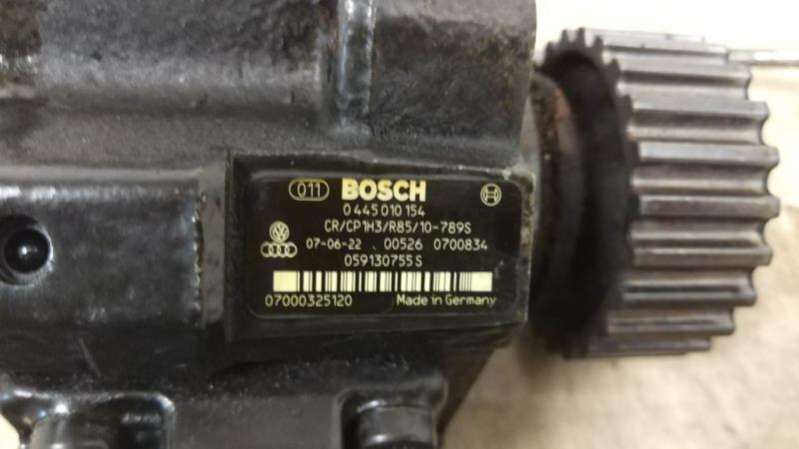 011 BOSCH
0 445 010 154
CR/CP1H3/R85/10-789S
07-06-22 . 00526 0700834
059130755 S
07000325120 Made in Germany